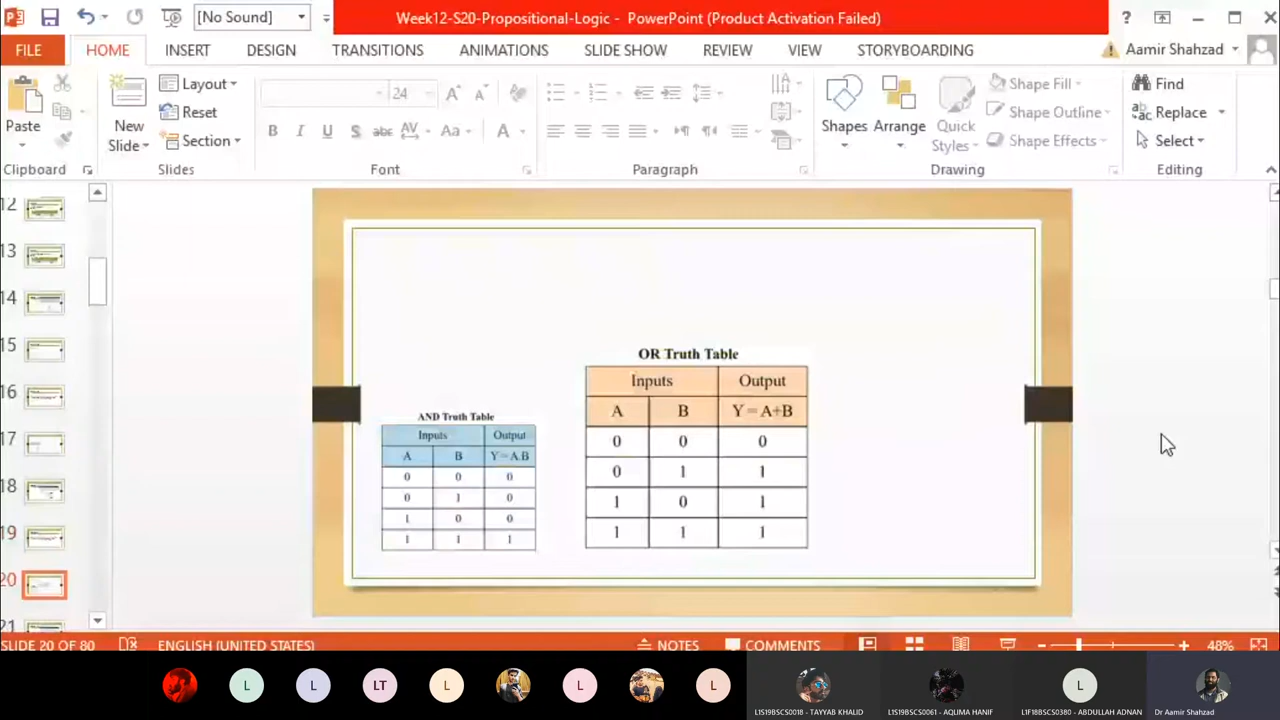 [No Sound]
Week12-S20-Propositional-Logic - PowerPoint (Product Activation Failed)
?
FILE
HOME
INSERT
DESIGN
TRANSITIONS
ANIMATIONS
SLIDE SHOW
REVIEW
VIEW
STORYBOARDING
Aamir Shahzad
Paste
New
Slide
Layout
Reset
Section
24
B I U S abc AV Aa A
Shapes
Arrange
Quick
Styles
Shape Fill
Shape Outline
Shape Effects
Find
Replace
Select
Clipboard
Slides
Font
Paragraph
Drawing
Editing
12
13
14
15
16
17
18
19
20
21
OR Truth Table
Inputs Output
A B Y = A+B
0 0 0
0 1 1
1 0 1
1 1 1
AND Truth Table
Inputs Output
A B Y = A.B
0 0 0
0 1 0
1 0 0
1 1 1
SLIDE 20 OF 80
ENGLISH (UNITED STATES)
NOTES
COMMENTS
48%
L
L
LT
L
L
L
L
L1S19BSCS0018 - TAYYAB KHALID
L1S19BSCS0061 - AQLIMA HANIF
L1F18BSCS0380 - ABDULLAH ADNAN
Dr Aamir Shahzad